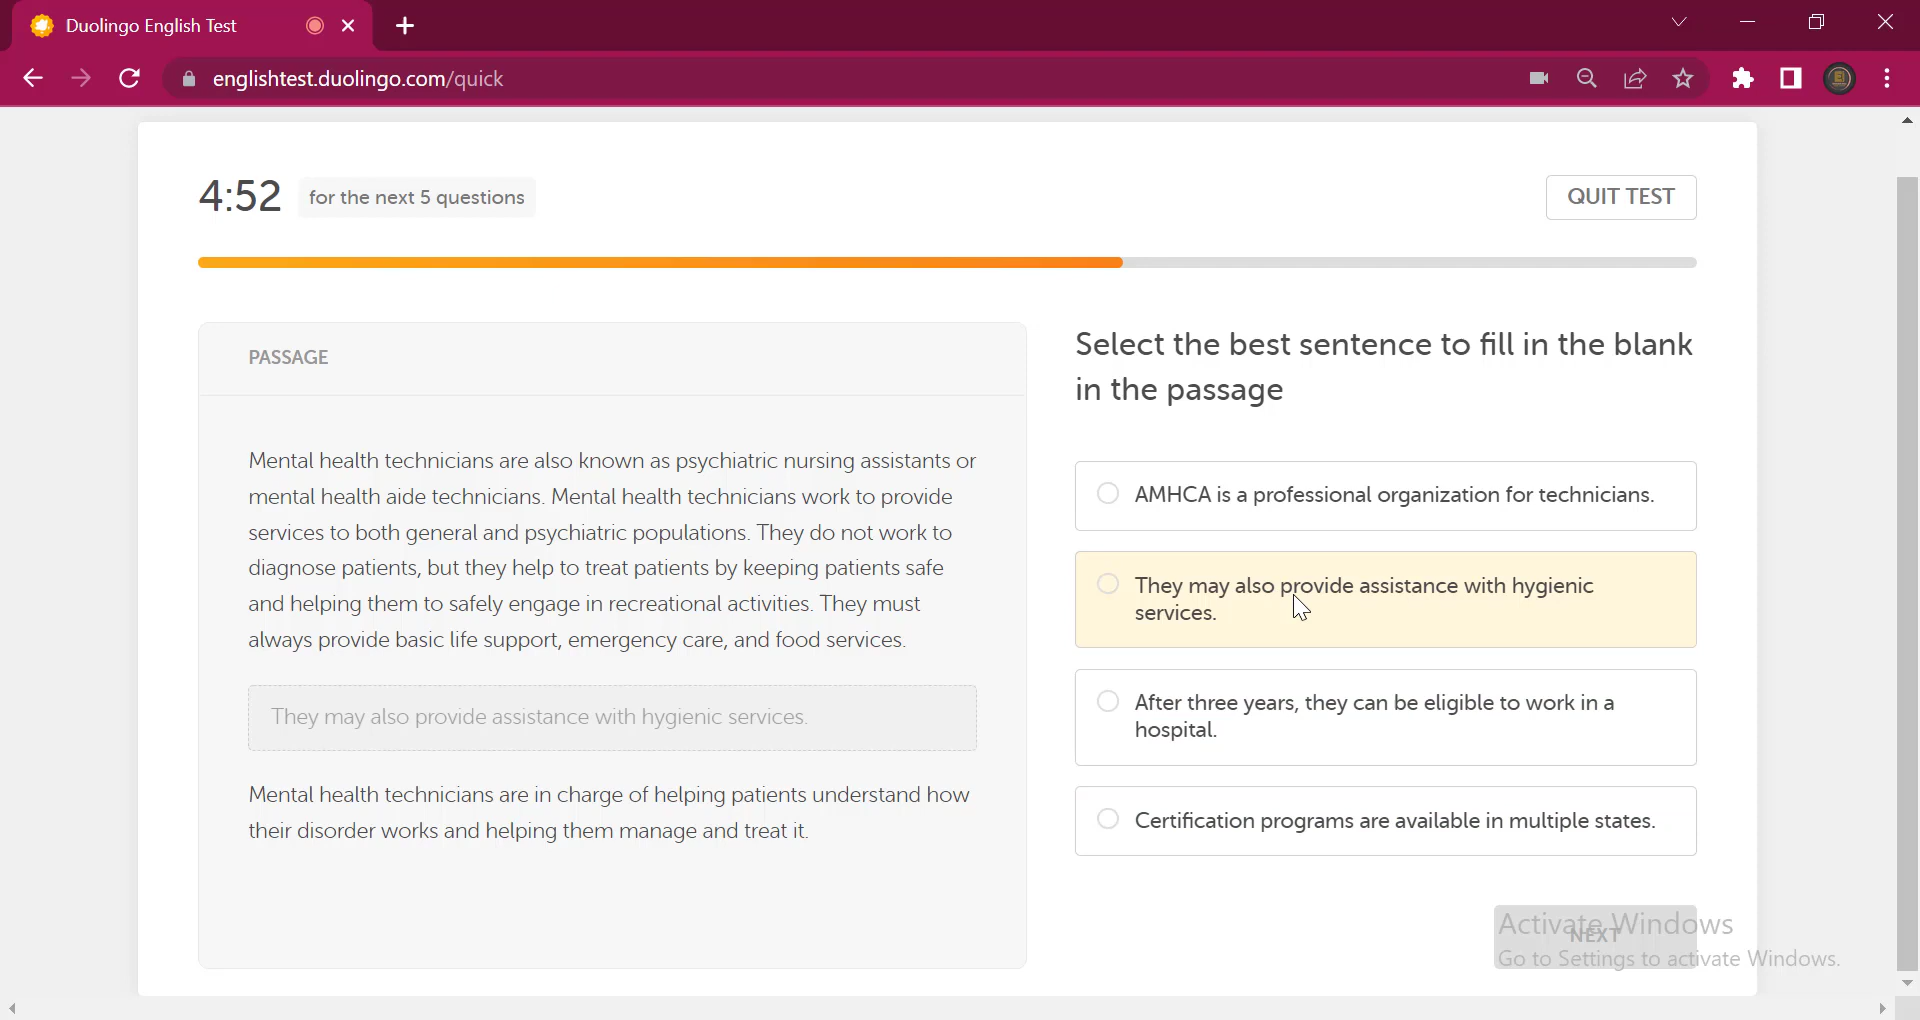 Duolingo English Test
englishtest.duolingo.com/quick
4:52
for the next 5 questions
QUIT TEST
PASSAGE
Mental health technicians are also known as psychiatric nursing assistants or
mental health aide technicians. Mental health technicians work to provide
services to both general and psychiatric populations. They do not work to
diagnose patients, but they help to treat patients by keeping patients safe
and helping them to safely engage in recreational activities. They must
always provide basic life support, emergency care, and food services.
They may also provide assistance with hygienic services.
Mental health technicians are in charge of helping patients understand how
their disorder works and helping them manage and treat it.
Select the best sentence to fill in the blank
in the passage
AMHCA is a professional organization for technicians.
They may also provide assistance with hygienic
services.
After three years, they can be eligible to work in a
hospital.
Certification programs are available in multiple states.
NEXT
Activate Windows
Go to Settings to activate Windows.